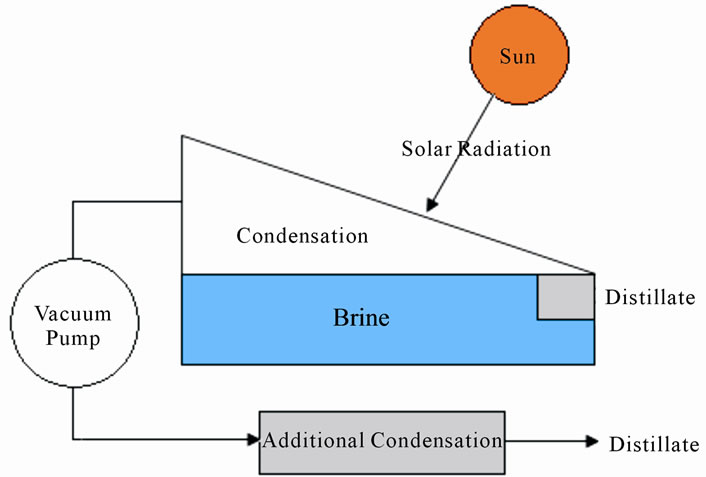 Sun
Solar Radiation
Condensation
Vacuum
Pump
Brine
Distillate
Additional Condensation
Distillate